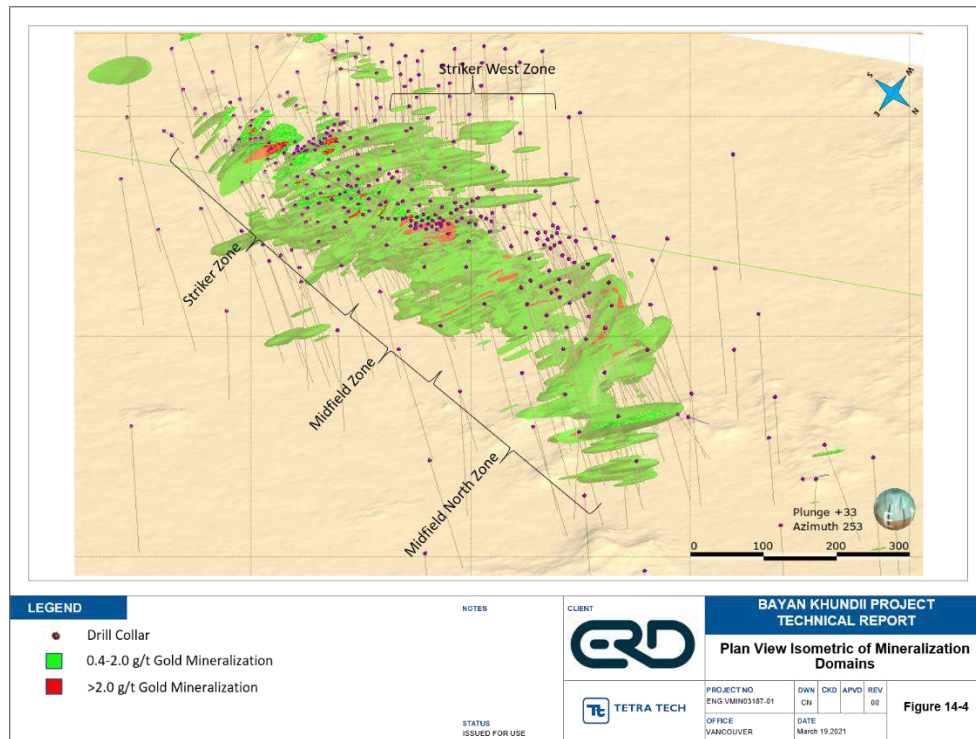 Striker West Zone
S
W
E
N
Striker Zone
Midfield Zone
Midfield North Zone
Plunge +33
Azimuth 253
0 100 200 300
LEGEND
Drill Collar
0.4-2.0 g/t Gold Mineralization
>2.0 g/t Gold Mineralization
NOTES
STATUS
ISSUED FOR USE
CLIENT
ERD
Tt TETRA TECH
BAYAN KHUNDII PROJECT
TECHNICAL REPORT
Plan View Isometric of Mineralization
Domains
PROJECT NO.
ENG.VMIN03187-01
DWN CKD APVD REV
CN 00
OFFICE
VANCOUVER
DATE
March 19,2021
Figure 14-4